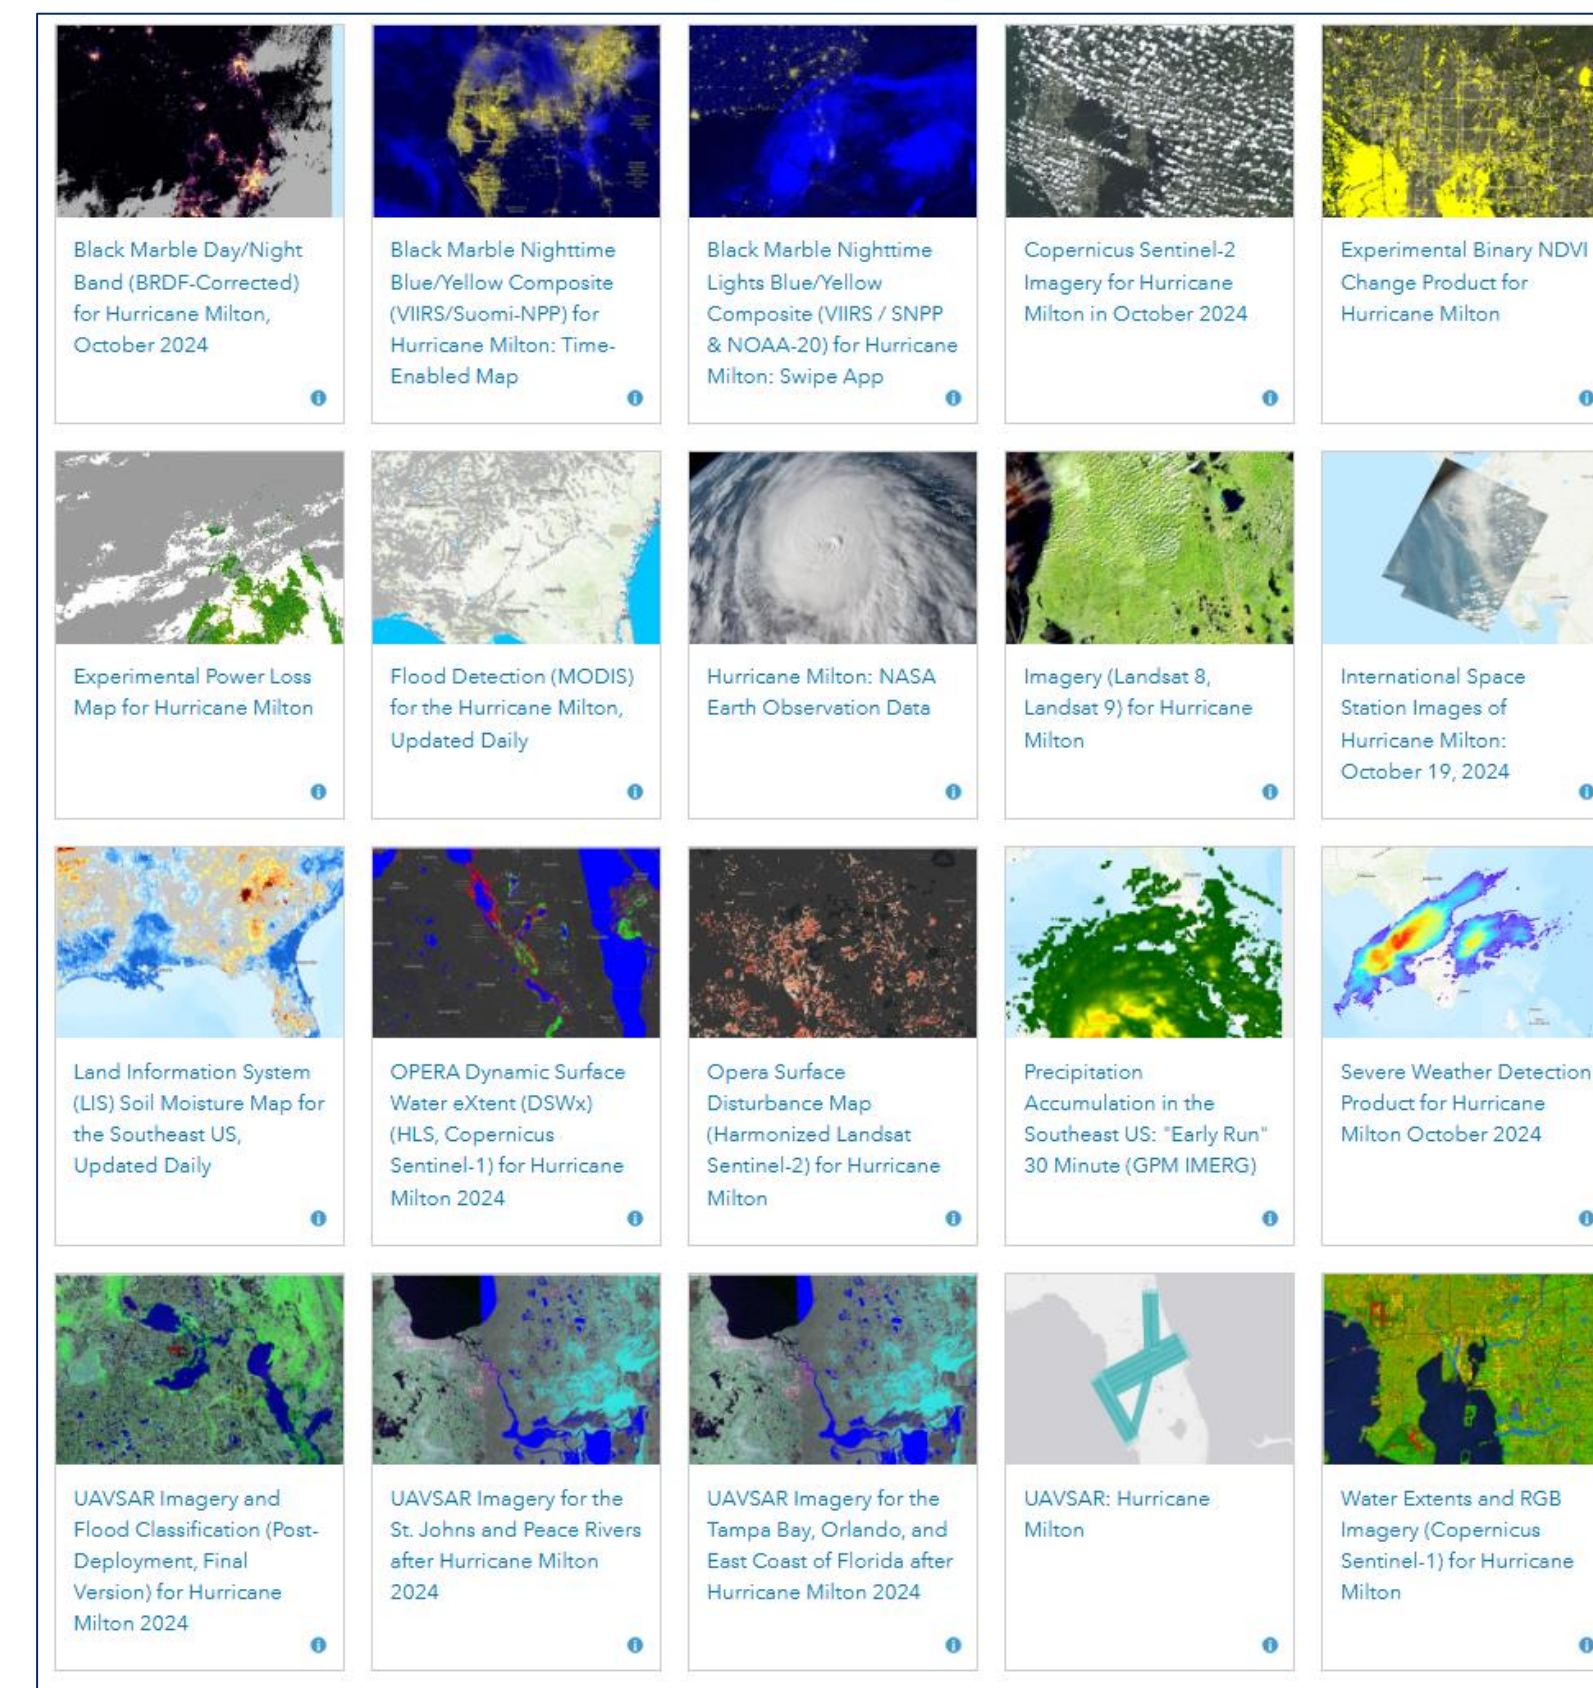 Black Marble Day/Night
Band (BRDF-Corrected)
for Hurricane Milton,
October 2024
Black Marble Nighttime
Blue/Yellow Composite
(VIIRS/Suomi-NPP) for
Hurricane Milton: Time-
Enabled Map
Black Marble Nighttime
Lights Blue/Yellow
Composite (VIIRS / SNPP
& NOAA-20) for Hurricane
Milton: Swipe App
Copernicus Sentinel-2
Imagery for Hurricane
Milton in October 2024
Experimental Binary NDVI
Change Product for
Hurricane Milton
Experimental Power Loss
Map for Hurricane Milton
Flood Detection (MODIS)
for the Hurricane Milton,
Updated Daily
Hurricane Milton: NASA
Earth Observation Data
Imagery (Landsat 8,
Landsat 9) for Hurricane
Milton
International Space
Station Images of
Hurricane Milton:
October 19, 2024
Land Information System
(LIS) Soil Moisture Map for
the Southeast US,
Updated Daily
OPERA Dynamic Surface
Water eXtent (DSWx)
(HLS, Copernicus
Sentinel-1) for Hurricane
Milton 2024
Opera Surface
Disturbance Map
(Harmonized Landsat
Sentinel-2) for Hurricane
Milton
Precipitation
Accumulation in the
Southeast US: "Early Run"
30 Minute (GPM IMERG)
Severe Weather Detection
Product for Hurricane
Milton October 2024
UAVSAR Imagery and
Flood Classification (Post-
Deployment, Final
Version) for Hurricane
Milton 2024
UAVSAR Imagery for the
St. Johns and Peace Rivers
after Hurricane Milton
2024
UAVSAR Imagery for the
Tampa Bay, Orlando, and
East Coast of Florida after
Hurricane Milton 2024
UAVSAR: Hurricane
Milton
Water Extents and RGB
Imagery (Copernicus
Sentinel-1) for Hurricane
Milton